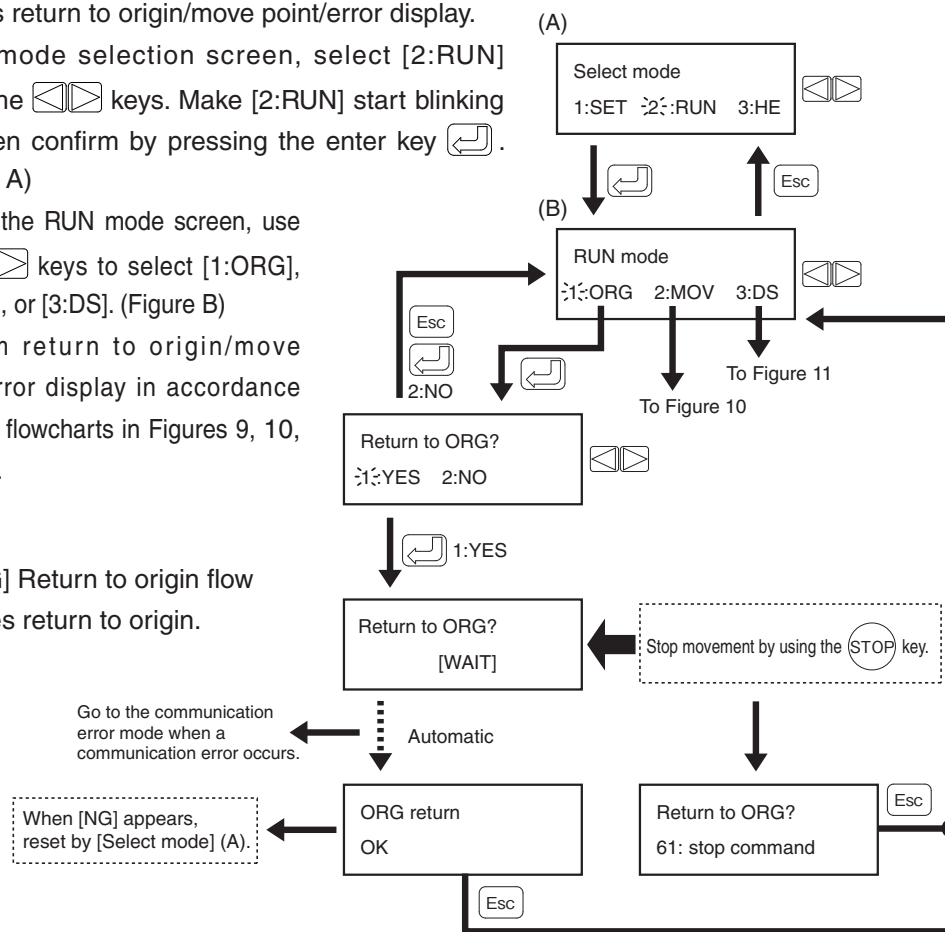 s return to origin/move point/error display.
mode selection screen, select [2:RUN]
he keys. Make [2:RUN] start blinking
en confirm by pressing the enter key .
A)
the RUN mode screen, use
keys to select [1:ORG],
, or [3:DS]. (Figure B)
n return to origin/move
rror display in accordance
flowcharts in Figures 9, 10,
.
G] Return to origin flow
es return to origin.
(A)
Select mode
1:SET 2:RUN 3:HE
Esc
(B)
RUN mode
1:ORG 2:MOV 3:DS
Esc
2:NO
To Figure 11
To Figure 10
Return to ORG?
1:YES 2:NO
1:YES
Return to ORG?
[WAIT]
Stop movement by using the STOP key.
Go to the communication
error mode when a
communication error occurs.
Automatic
When [NG] appears,
reset by [Select mode] (A).
ORG return
OK
Return to ORG?
61: stop command
Esc
Esc